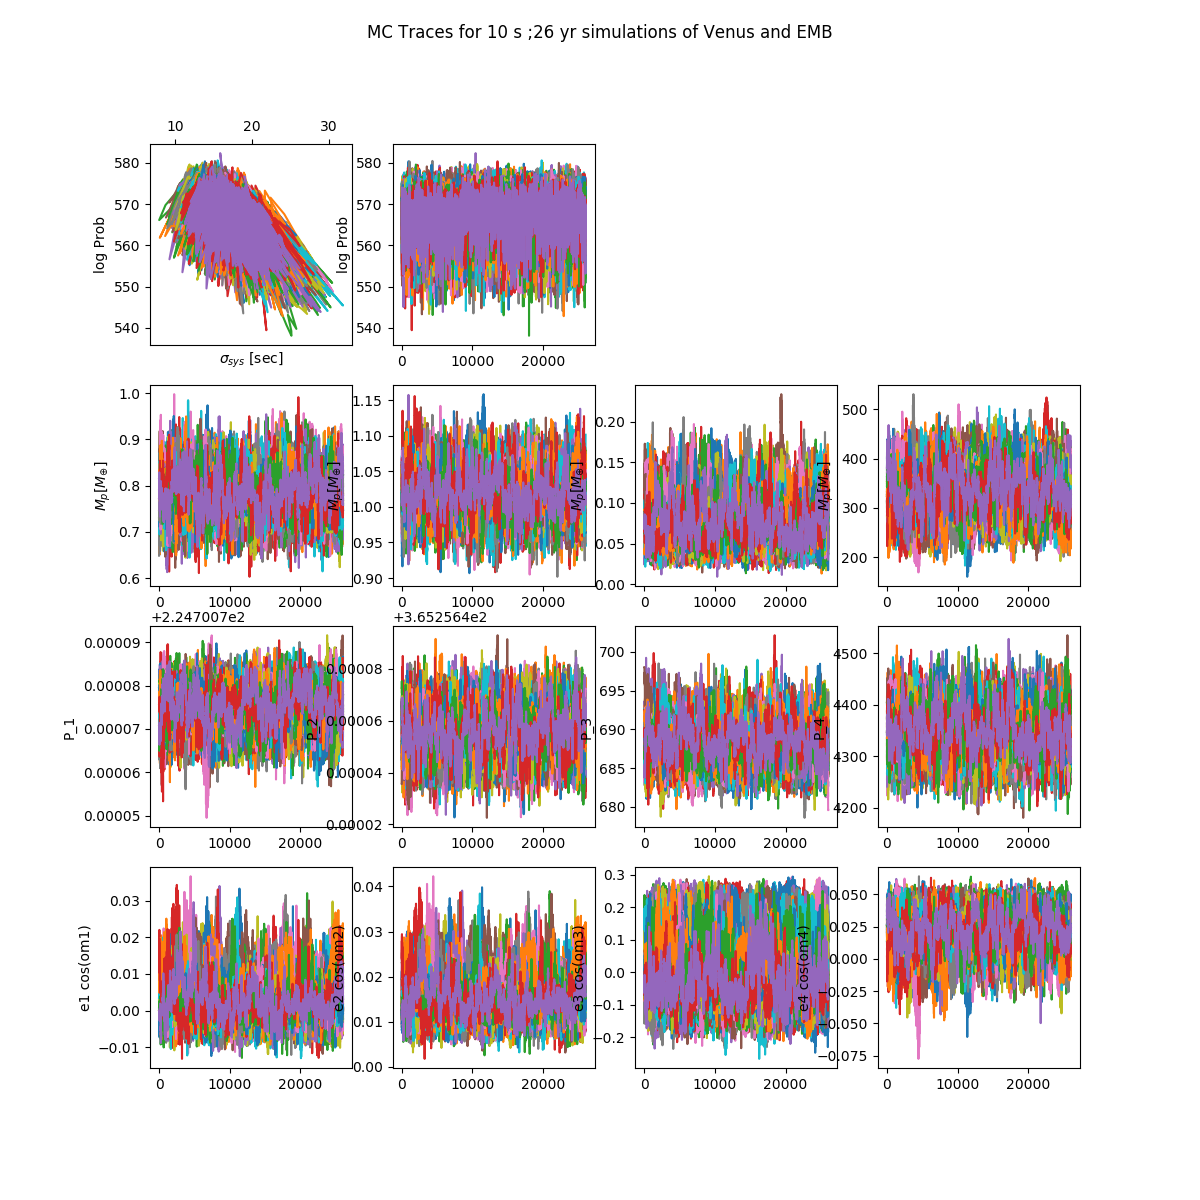 MC Traces for 10 s ;26 yr simulations of Venus and EMB
10 20 30
580
570
560
550
540
log Prob
σsys [sec]
580
570
560
550
540
log Prob
0 10000 20000
1.0
0.9
0.8
0.7
0.6
Mp[M⊕]
0 10000 20000
1.15
1.10
1.05
1.00
0.95
0.90
Mp[M⊕]
0 10000 20000
0.20
0.15
0.10
0.05
0.00
Mp[M⊕]
0 10000 20000
500
400
300
200
Mp[M⊕]
0 10000 20000
+2.247007e2
0.00009
0.00008
0.00007
0.00006
0.00005
P_1
0 10000 20000
+3.652564e2
0.00008
0.00006
0.00004
0.00002
P_2
0 10000 20000
700
695
690
685
680
P_3
0 10000 20000
4500
4400
4300
4200
P_4
0 10000 20000
0.03
0.02
0.01
0.00
−0.01
e1 cos(om1)
0 10000 20000
0.04
0.03
0.02
0.01
0.00
e2 cos(om2)
0 10000 20000
0.3
0.2
0.1
0.0
−0.1
−0.2
e3 cos(om3)
0 10000 20000
0.050
0.025
0.000
−0.025
−0.050
−0.075
e4 cos(om4)
0 10000 20000